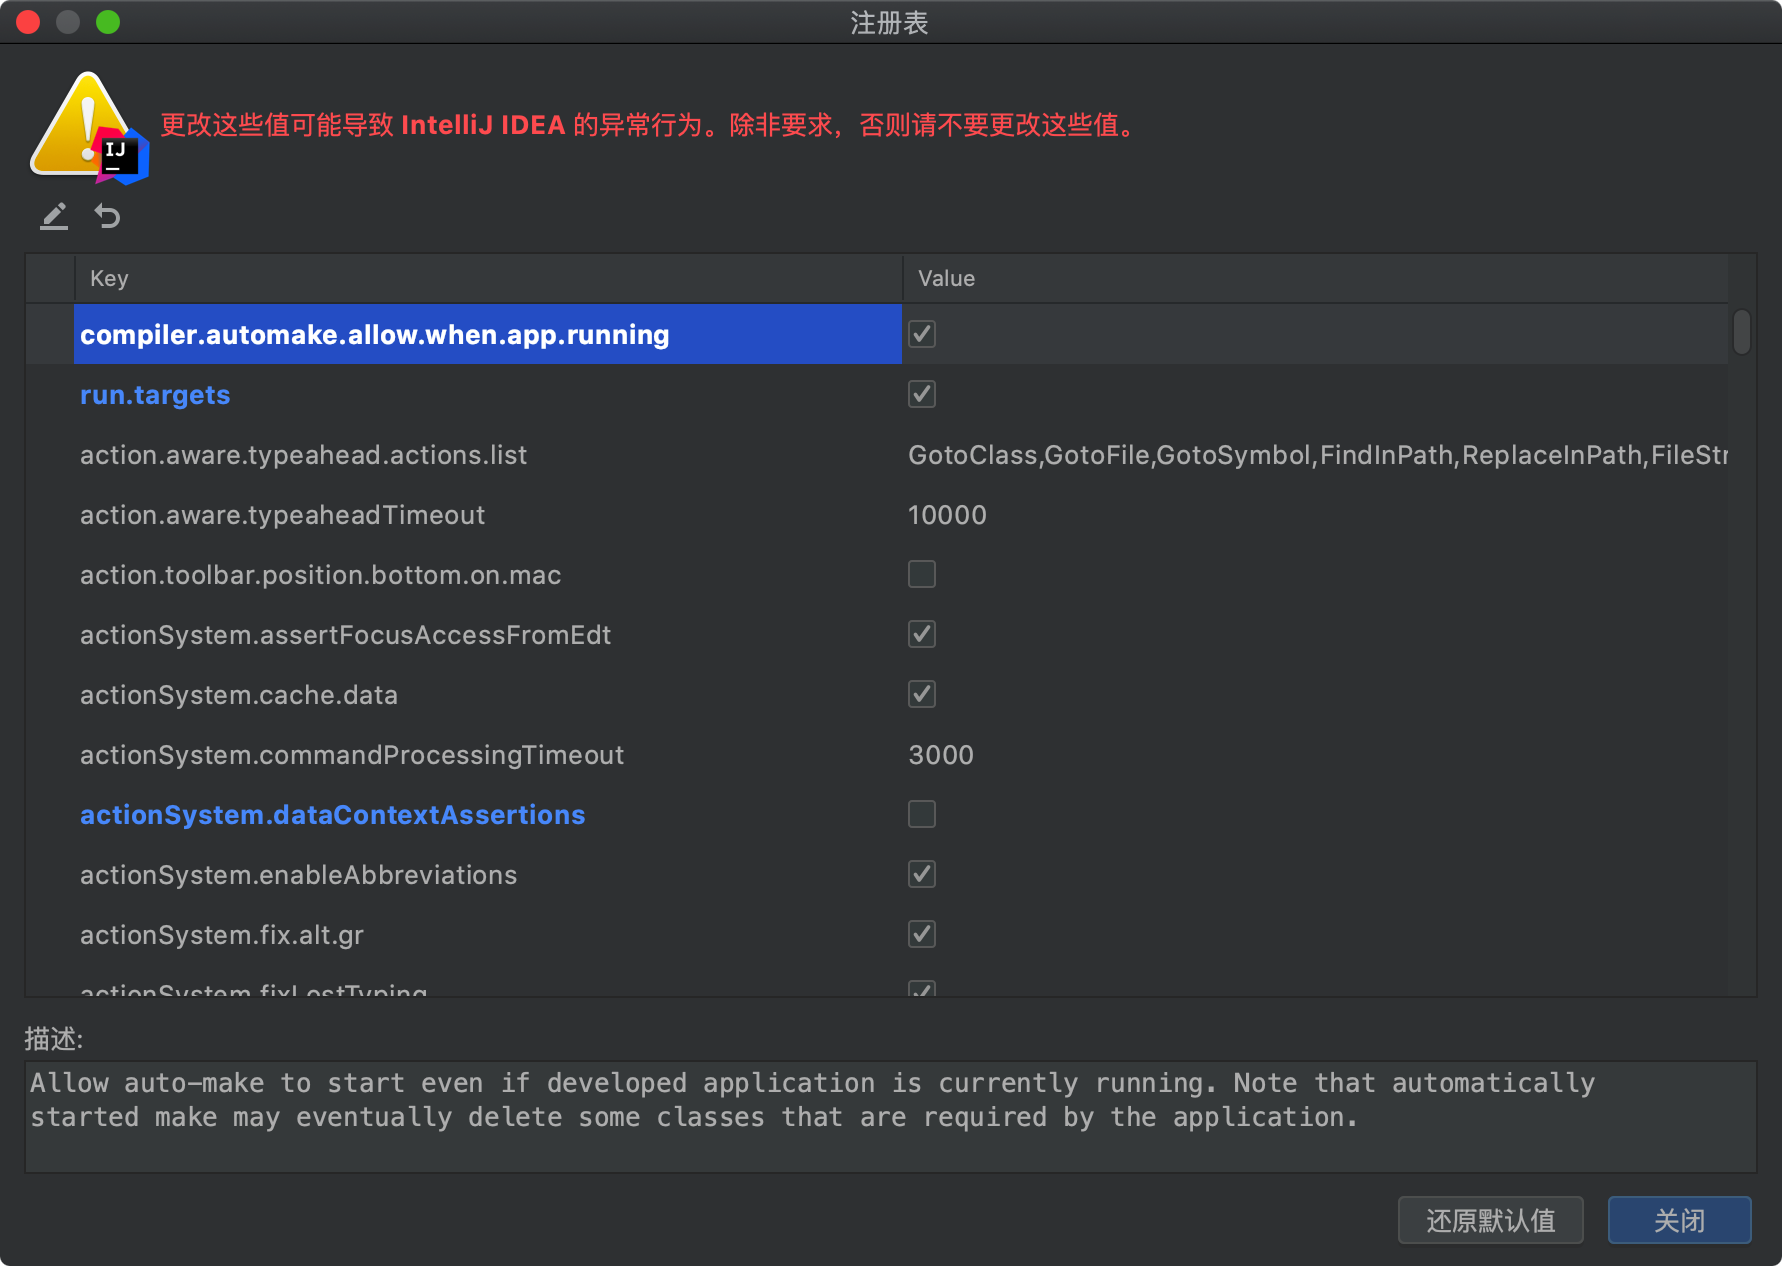 注册表
更改这些值可能导致 IntelliJ IDEA 的异常行为。除非要求，否则请不要更改这些值。
IJ
Key Value
compiler.automake.allow.when.app.running
run.targets
action.aware.typeahead.actions.list GotoClass,GotoFile,GotoSymbol,FindInPath,ReplaceInPath,FileStr
action.aware.typeaheadTimeout 10000
action.toolbar.position.bottom.on.mac
actionSystem.assertFocusAccessFromEdt
actionSystem.cache.data
actionSystem.commandProcessingTimeout 3000
actionSystem.dataContextAssertions
actionSystem.enableAbbreviations
actionSystem.fix.alt.gr
actionSystem.fixLostTyping
描述:
Allow auto-make to start even if developed application is currently running. Note that automatically
started make may eventually delete some classes that are required by the application.
还原默认值 关闭